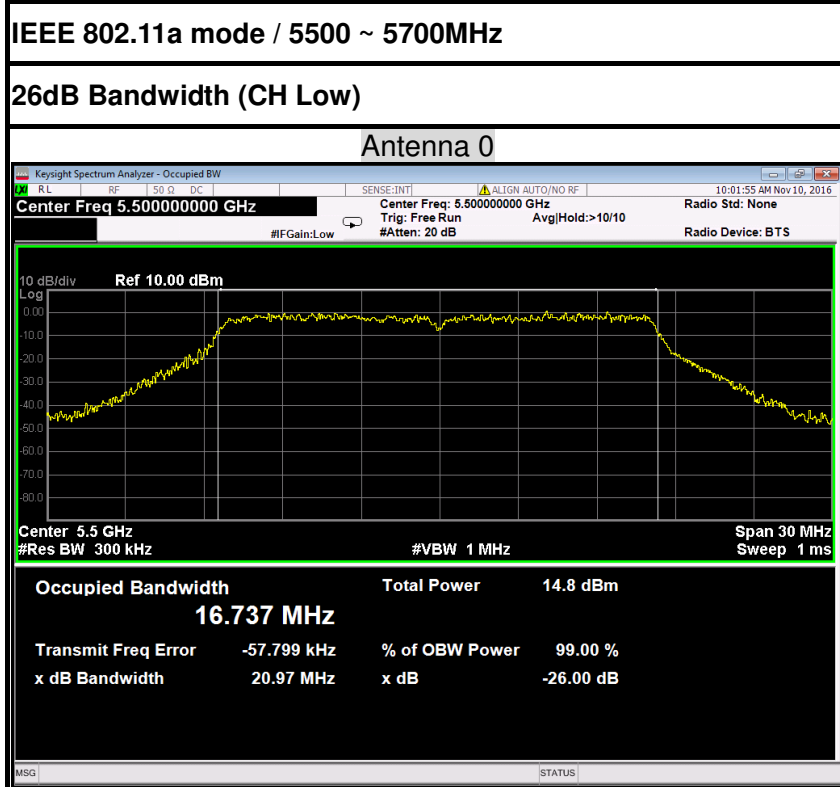 IEEE 802.11a mode / 5500 ~ 5700MHz
26dB Bandwidth (CH Low)
Antenna 0
Keysight Spectrum Analyzer - Occupied BW
LXI RL RF 50 Ω DC SENSE:INT ALIGN AUTO/NO RF 10:01:55 AM Nov 10, 2016
Center Freq 5.500000000 GHz Center Freq: 5.500000000 GHz Radio Std: None
Trig: Free Run Avg|Hold:>10/10
#IFGain:Low #Atten: 20 dB Radio Device: BTS
10 dB/div Ref 10.00 dBm
Log
0.00
-10.0
-20.0
-30.0
-40.0
-50.0
-60.0
-70.0
-80.0
Center 5.5 GHz Span 30 MHz
#Res BW 300 kHz #VBW 1 MHz Sweep 1 ms
Occupied Bandwidth Total Power 14.8 dBm
16.737 MHz
Transmit Freq Error -57.799 kHz % of OBW Power 99.00 %
x dB Bandwidth 20.97 MHz x dB -26.00 dB
MSG STATUS